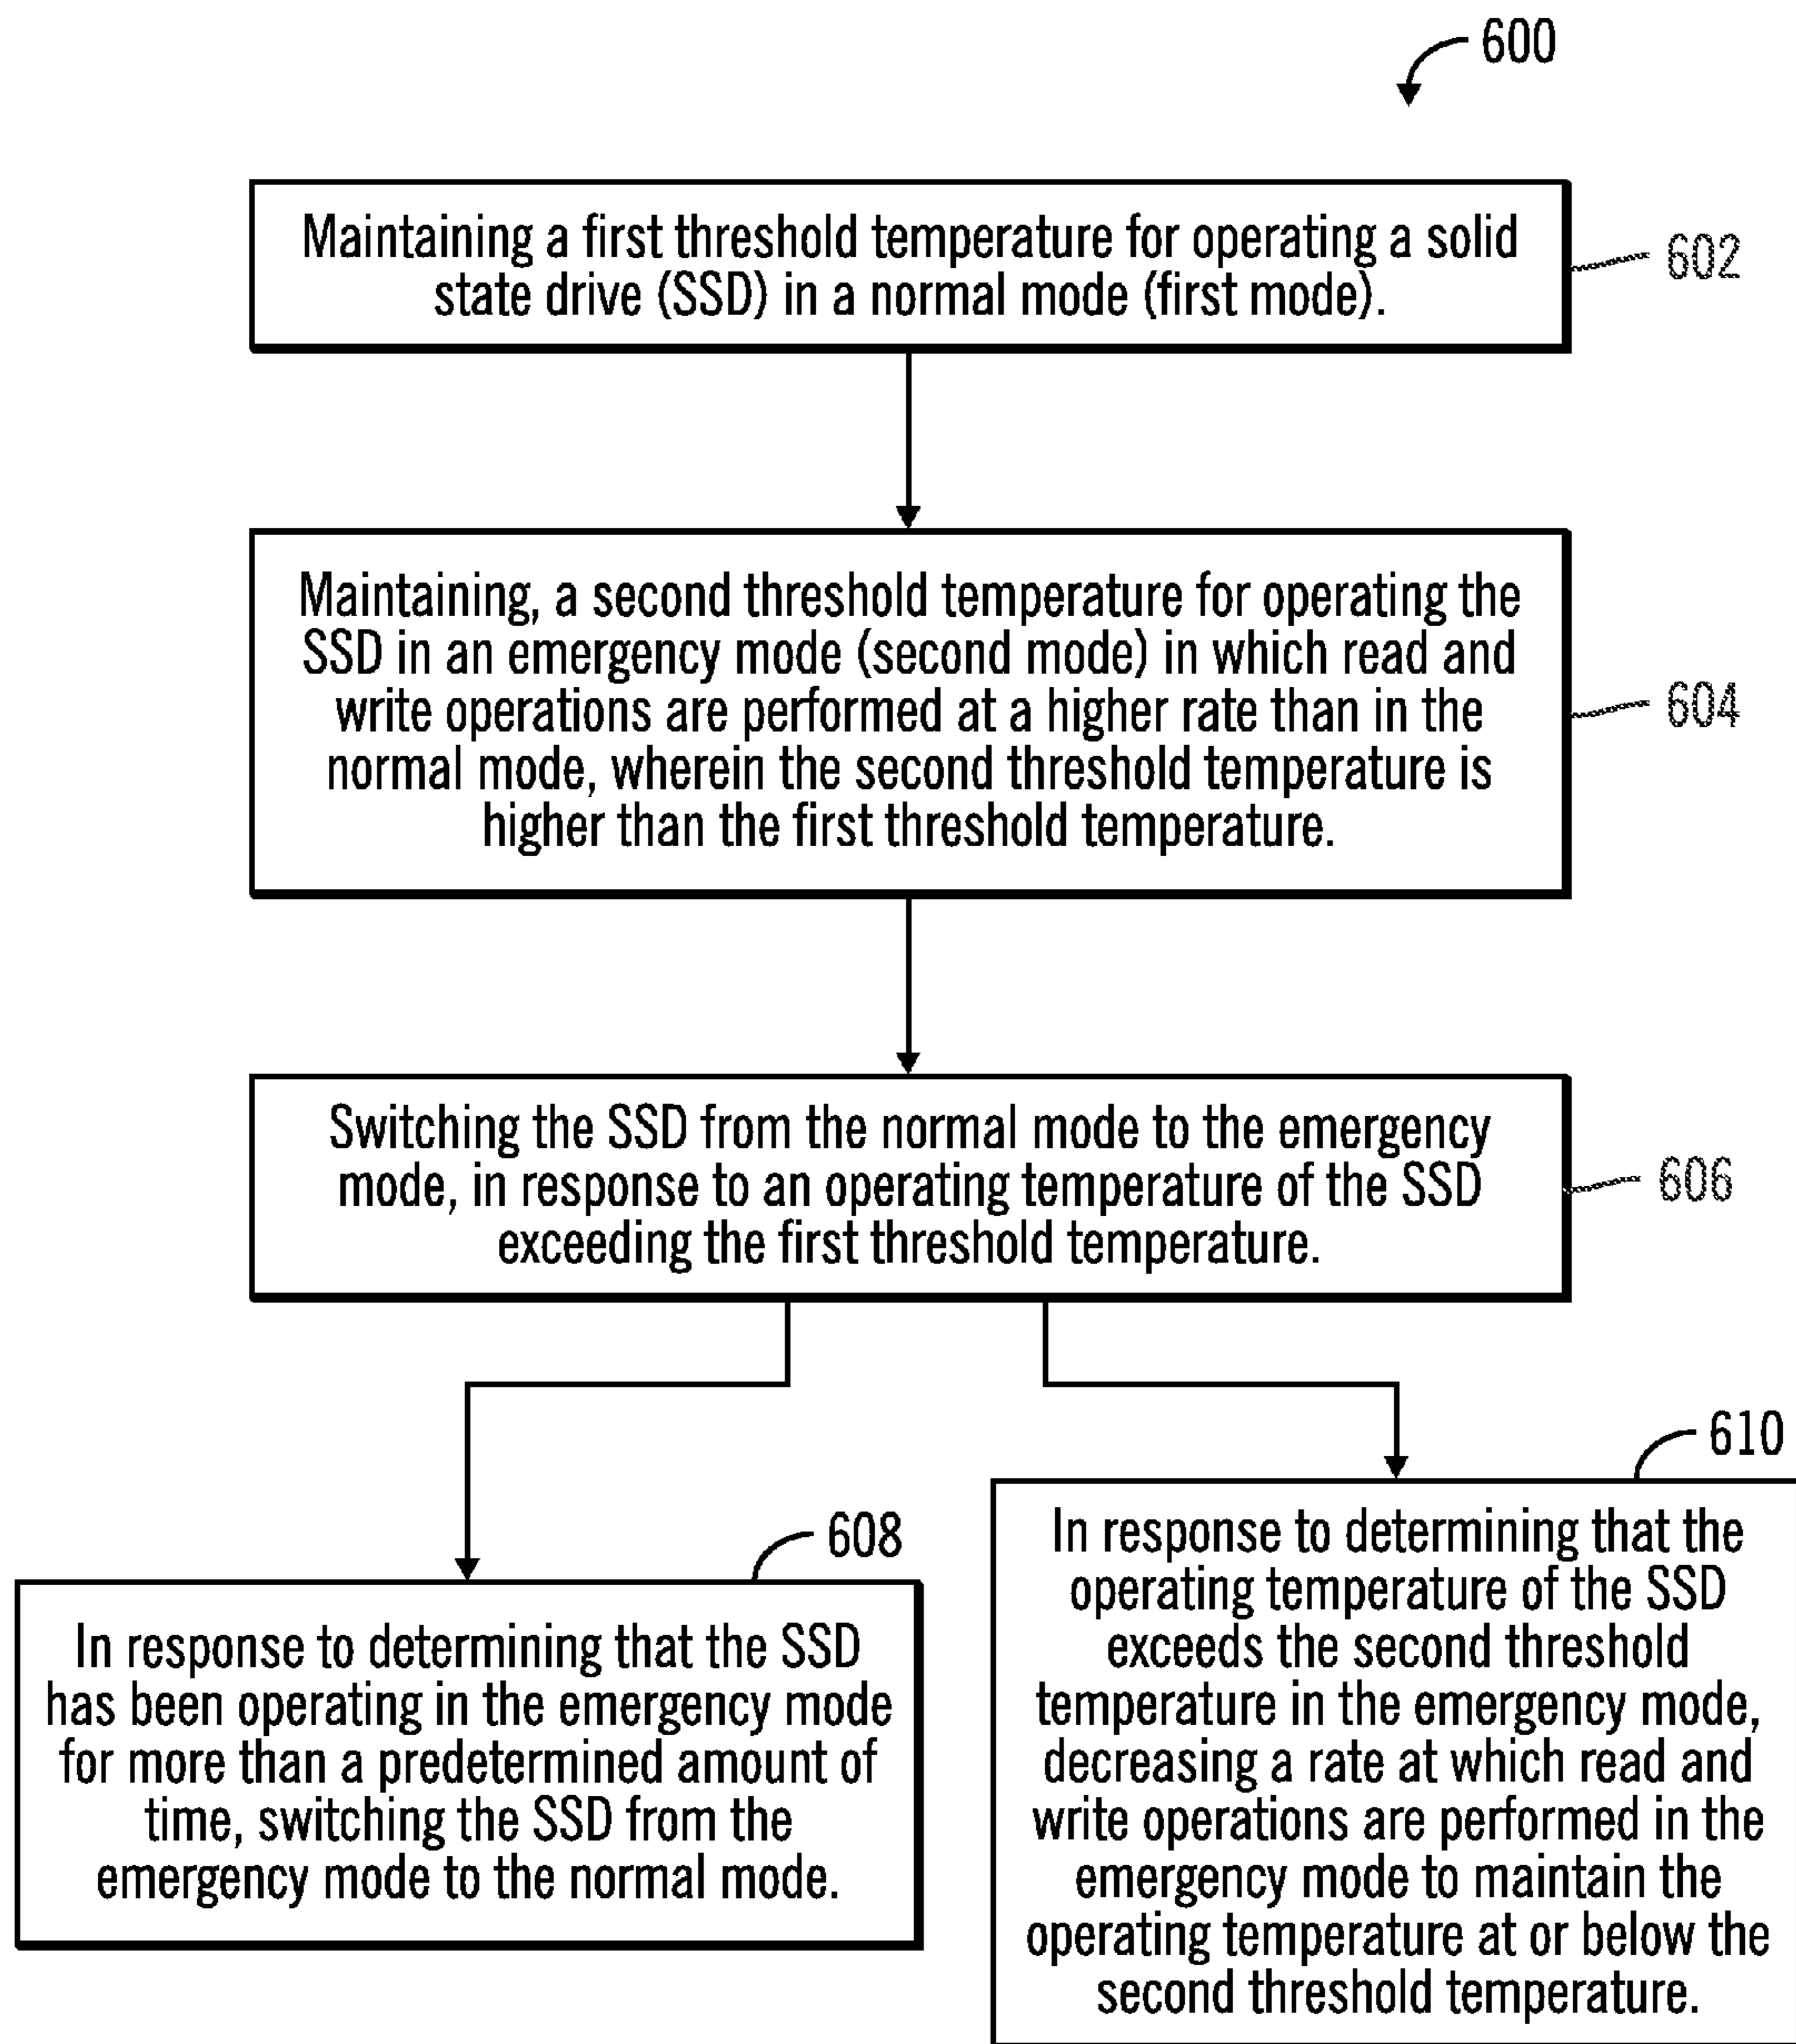 600
Maintaining a first threshold temperature for operating a solid
state drive (SSD) in a normal mode (first mode).
602
Maintaining, a second threshold temperature for operating the
SSD in an emergency mode (second mode) in which read and
write operations are performed at a higher rate than in the
normal mode, wherein the second threshold temperature is
higher than the first threshold temperature.
604
Switching the SSD from the normal mode to the emergency
mode, in response to an operating temperature of the SSD
exceeding the first threshold temperature.
606
608
In response to determining that the SSD
has been operating in the emergency mode
for more than a predetermined amount of
time, switching the SSD from the
emergency mode to the normal mode.
610
In response to determining that the
operating temperature of the SSD
exceeds the second threshold
temperature in the emergency mode,
decreasing a rate at which read and
write operations are performed in the
emergency mode to maintain the
operating temperature at or below the
second threshold temperature.